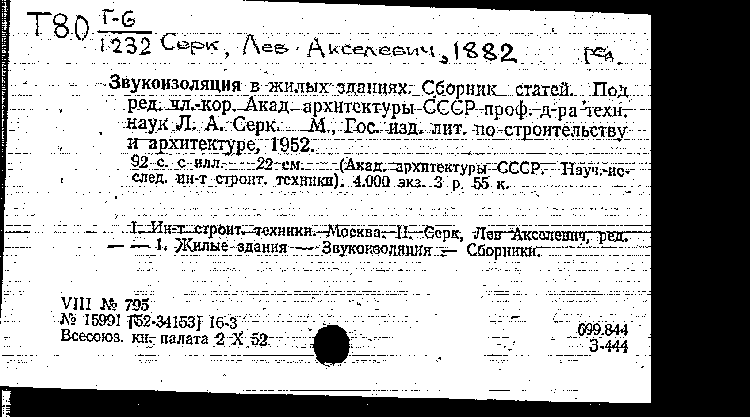 Т80 Г-6
1232 Серк, Лев Акселевич, 1882 ред.
Звукоизоляция в жилых зданиях. Сборник статей. Под
ред. чл.-кор. Акад. архитектуры СССР проф. д-ра техн.
наук Л. А. Серк. М., Гос. изд. лит. по строительству
и архитектуре, 1952.
92 с. с илл. 22 см. (Акад. архитектуры СССР. Науч.-ис-
след. ин-т строит. техники). 4.000 экз. 3 р. 55 к.
I. Ин-т строит. техники. Москва. II. Серк, Лев Акселевич, ред.
— — 1. Жилые здания — Звукоизоляция — Сборники.
VIII № 795
№ 15991 [52-34153] 16-3
Всесоюз. кн. палата 2 X 52
699.844
З-444